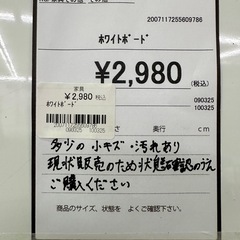 2007117255609786
ﾎﾜｲﾄﾎﾞｰﾄﾞ
¥2,980
(税込)
090325
100325
家具
¥2,980 税込
ﾎﾜｲﾄﾎﾞｰﾄﾞ
2007117255609786
090325 100325
さ 奥行 cm
多少の小キズ・汚れあり
現状販売のため状態確認のうえ
ご購入ください
商品のサイズ、状態を よくご確認下さい。